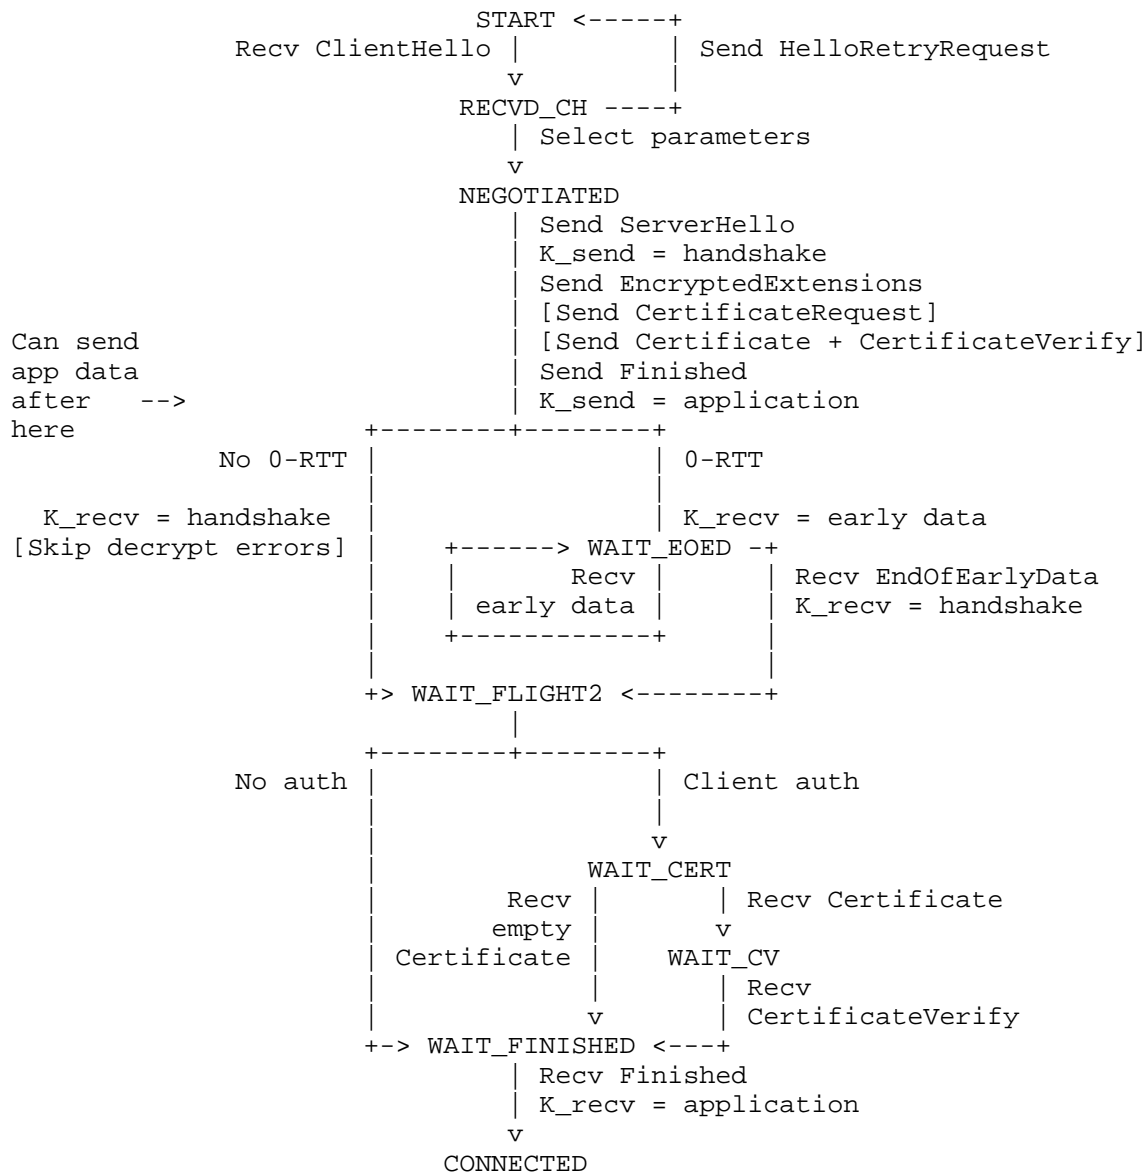 START <-----+
Recv ClientHello | | Send HelloRetryRequest
v |
RECVD_CH ----+
| Select parameters
v
NEGOTIATED
| Send ServerHello
| K_send = handshake
| Send EncryptedExtensions
| [Send CertificateRequest]
Can send | [Send Certificate + CertificateVerify]
app data | Send Finished
after --> | K_send = application
here +--------+--------+
No 0-RTT | | 0-RTT
| |
K_recv = handshake | | K_recv = early data
[Skip decrypt errors] | +------> WAIT_EOED -+
| | Recv | | Recv EndOfEarlyData
| | early data | | K_recv = handshake
| +------------+ |
| |
+> WAIT_FLIGHT2 <--------+
|
+--------+--------+
No auth | | Client auth
| |
| v
| WAIT_CERT
| Recv | | Recv Certificate
| empty | v
| Certificate | WAIT_CV
| | | Recv
| v | CertificateVerify
+-> WAIT_FINISHED <---+
| Recv Finished
| K_recv = application
v
CONNECTED